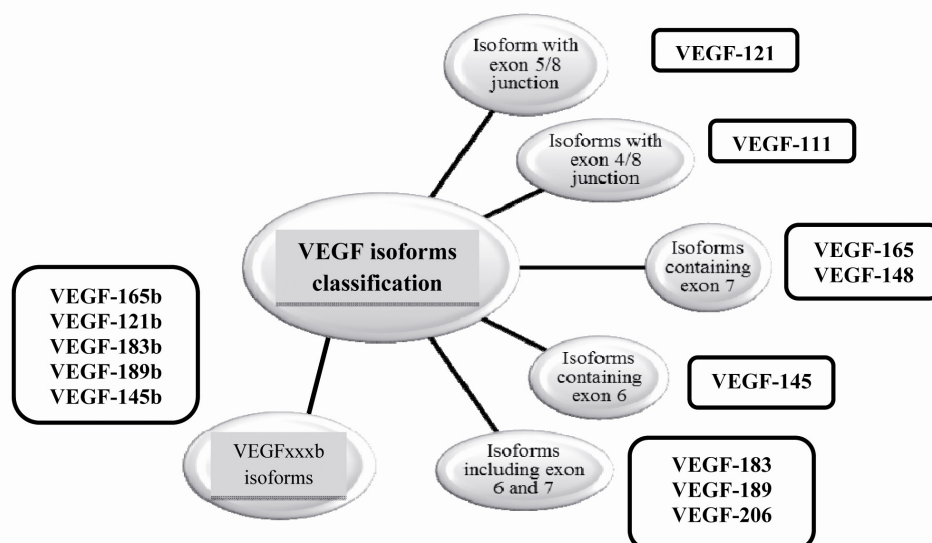 Isoform with
exon 5/8
junction
VEGF-121
Isoforms with
exon 4/8
junction
VEGF-111
VEGF isoforms
classification
Isoforms
containing
exon 7
VEGF-165
VEGF-148
VEGF-165b
VEGF-121b
VEGF-183b
VEGF-189b
VEGF-145b
Isoforms
containing
exon 6
VEGF-145
VEGFxxxb
isoforms
Isoforms
including exon
6 and 7
VEGF-183
VEGF-189
VEGF-206